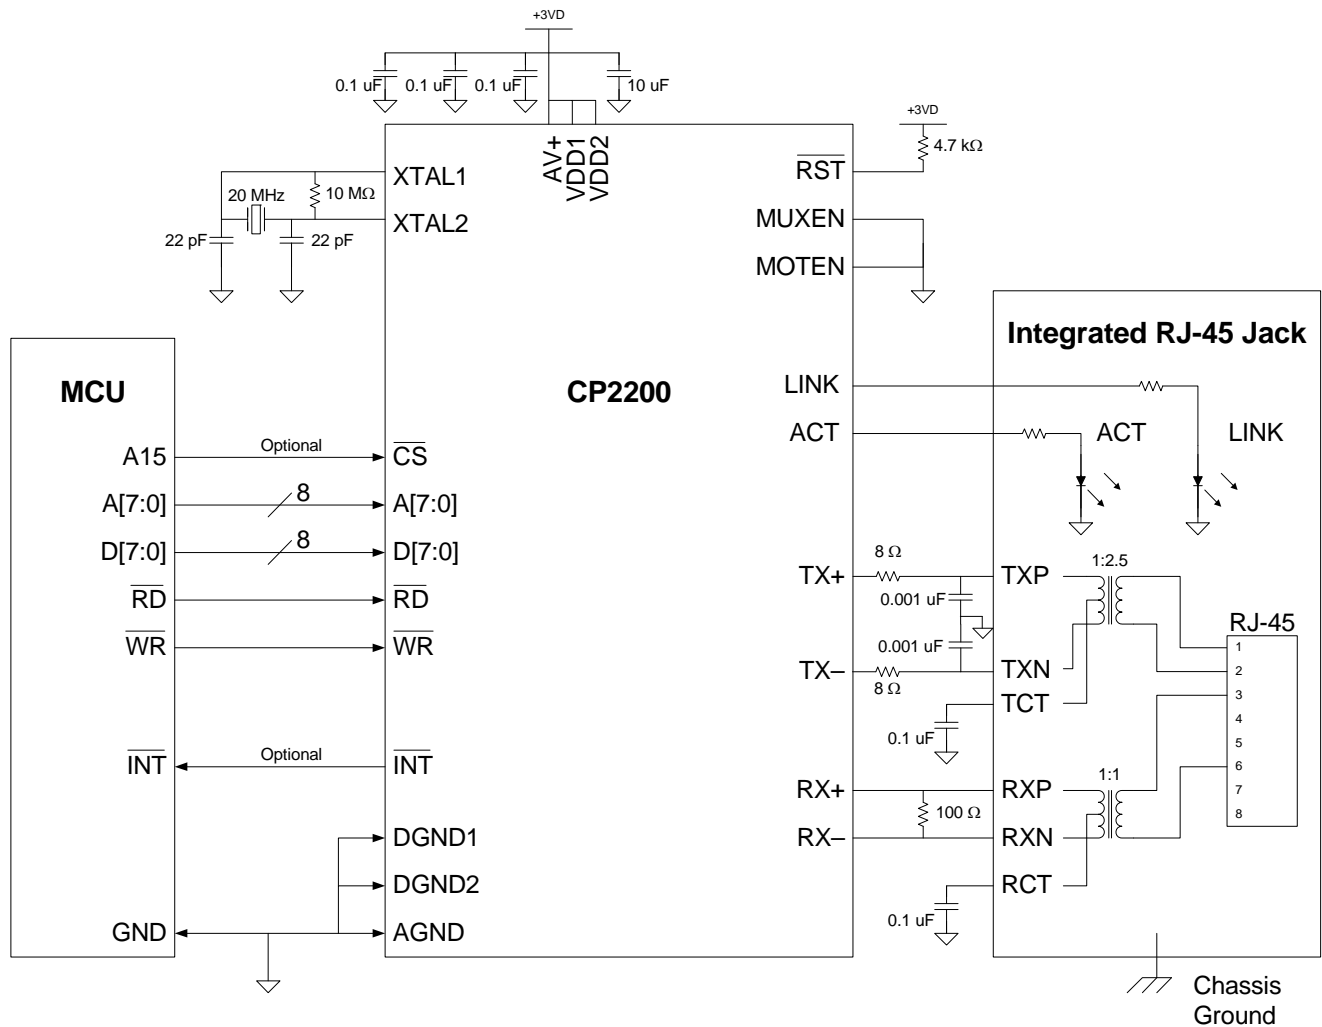 +3VD
0.1 uF
0.1 uF
0.1 uF
10 uF
+3VD
4.7 kΩ
AV+
VDD1
VDD2
XTAL1
RST
20 MHz
10 MΩ
XTAL2
MUXEN
22 pF
22 pF
MOTEN
Integrated RJ-45 Jack
MCU
CP2200
LINK
ACT
ACT
LINK
A15
Optional
CS
A[7:0]
8
A[7:0]
D[7:0]
8
D[7:0]
RD
RD
WR
WR
TX+
8 Ω
TXP
1:2.5
0.001 uF
0.001 uF
TX–
8 Ω
TXN
TCT
0.1 uF
RJ-45
1
2
3
4
5
6
7
8
INT
Optional
INT
RX+
RXP
1:1
100 Ω
RX–
RXN
RCT
0.1 uF
DGND1
DGND2
GND
AGND
Chassis
Ground